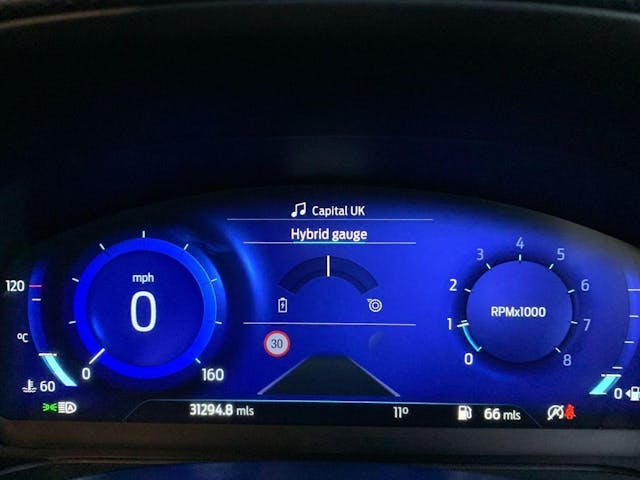 Capital UK
Hybrid gauge
mph
0
0
160
120
°C
60
30
RPMx1000
0
1
2
3
4
5
6
7
8
0
31294.8 mls
11°
66 mls